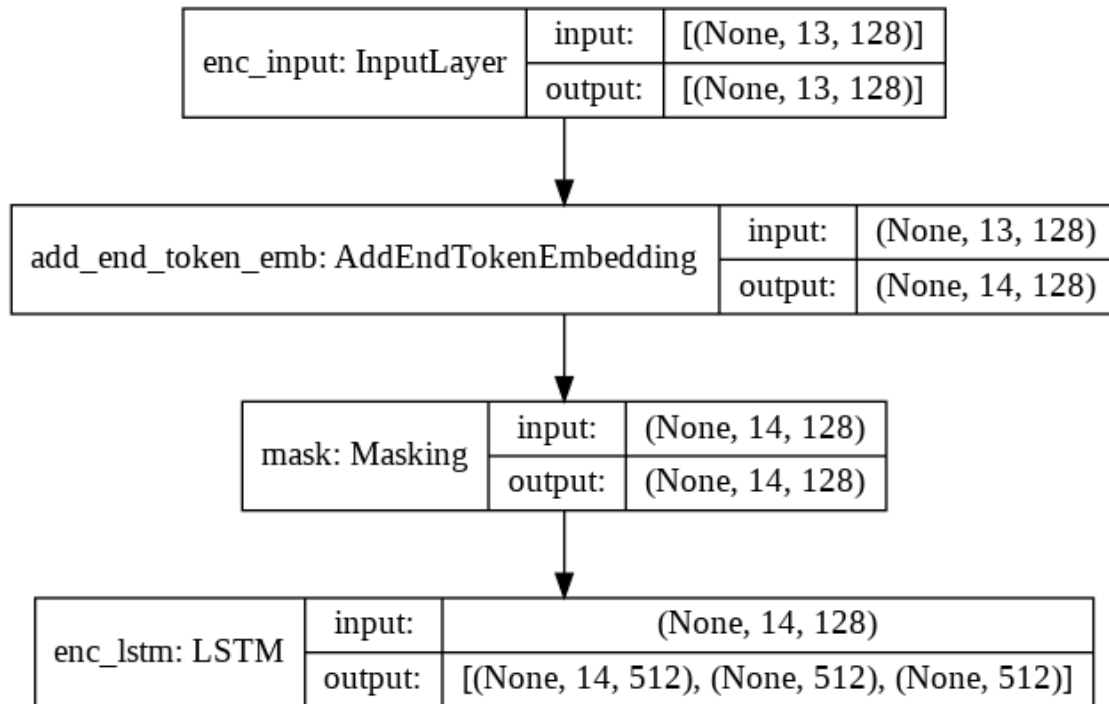 enc_input: InputLayer
input:
[(None, 13, 128)]
output:
[(None, 13, 128)]
add_end_token_emb: AddEndTokenEmbedding
input:
(None, 13, 128)
output:
(None, 14, 128)
mask: Masking
input:
(None, 14, 128)
output:
(None, 14, 128)
enc_lstm: LSTM
input:
(None, 14, 128)
output:
[(None, 14, 512), (None, 512), (None, 512)]